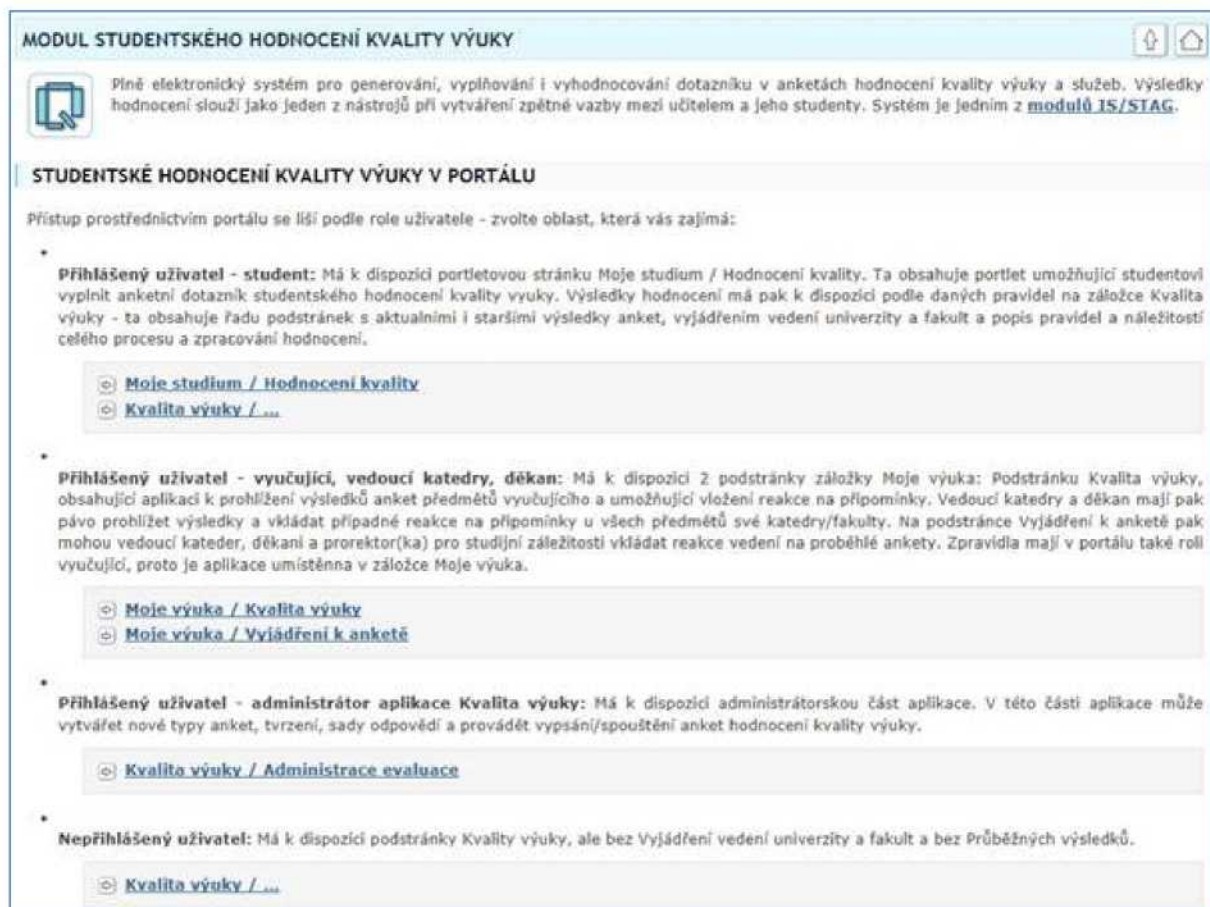 MODUL STUDENTSKÉHO HODNOCENÍ KVALITY VÝUKY
Plně elektronický systém pro generování, vyplňování i vyhodnocování dotazníku v anketách hodnocení kvality výuky a služeb. Výsledky
hodnocení slouží jako jeden z nástrojů při vytváření zpětné vazby mezi učitelem a jeho studenty. Systém je jedním z modulů IS/STAG.
STUDENTSKÉ HODNOCENÍ KVALITY VÝUKY V PORTÁLU
Přístup prostřednictvím portálu se liší podle role uživatele - zvolte oblast, která vás zajímá:
Přihlášený uživatel - student: Má k dispozici portletovou stránku Moje studium / Hodnocení kvality. Ta obsahuje portlet umožňující studentovi
vyplnit anketní dotazník studentského hodnocení kvality vyuky. Výsledky hodnocení má pak k dispozici podle daných pravidel na záložce Kvalita
výuky - ta obsahuje řadu podstránek s aktualními i staršími výsledky anket, vyjádřením vedení univerzity a fakult a popis pravidel a náležitostí
celého procesu a zpracování hodnocení.
Moje studium / Hodnocení kvality
Kvalita výuky / ...
Přihlášený uživatel - vyučující, vedoucí katedry, děkan: Má k dispozici 2 podstránky záložky Moje výuka: Podstránku Kvalita výuky,
obsahující aplikaci k prohlížení výsledků anket předmětů vyučujícího a umožňující vložení reakce na připomínky. Vedoucí katedry a děkan mají pak
pávo prohlížet výsledky a vkládat případné reakce na připomínky u všech předmětů své katedry/fakulty. Na podstránce Vyjádření k anketě pak
mohou vedoucí kateder, děkani a prorektor(ka) pro studijní záležitosti vkládat reakce vedení na proběhlé ankety. Zpravidla mají v portálu také roli
vyučující, proto je aplikace umístěnna v záložce Moje výuka.
Moje výuka / Kvalita výuky
Moje výuka / Vyjádření k anketě
Přihlášený uživatel - administrátor aplikace Kvalita výuky: Má k dispozici administrátorskou část aplikace. V této části aplikace může
vytvářet nové typy anket, tvrzení, sady odpovědí a provádět vypsání/spouštění anket hodnocení kvality výuky.
Kvalita výuky / Administrace evaluace
Nepřihlášený uživatel: Má k dispozici podstránky Kvality výuky, ale bez Vyjádření vedení univerzity a fakult a bez Průběžných výsledků.
Kvalita výuky / ...